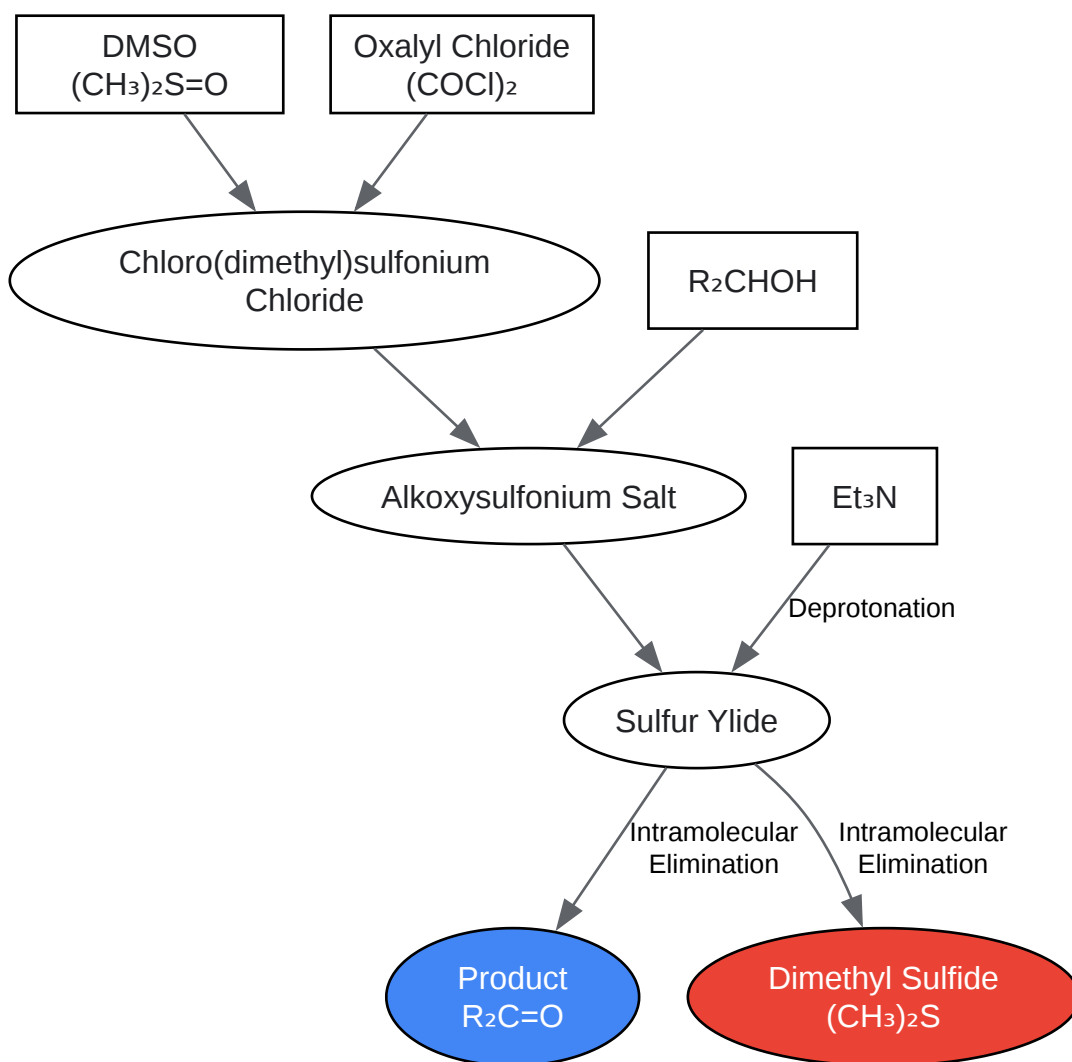 DMSO
(CH₃)₂S=O
Oxalyl Chloride
(COCl)₂
Chloro(dimethyl)sulfonium
Chloride
R₂CHOH
Alkoxysulfonium Salt
Et₃N
Deprotonation
Sulfur Ylide
Intramolecular
Elimination
Intramolecular
Elimination
Product
R₂C=O
Dimethyl Sulfide
(CH₃)₂S